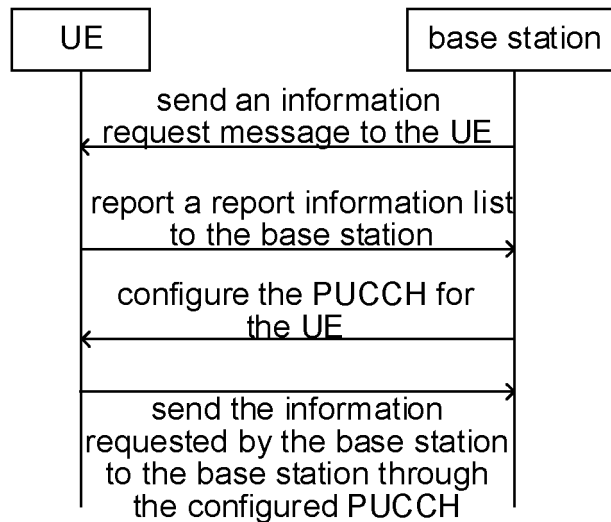 UE
base station
send an information
request message to the UE
report a report information list
to the base station
configure the PUCCH for
the UE
send the information
requested by the base station
to the base station through
the configured PUCCH